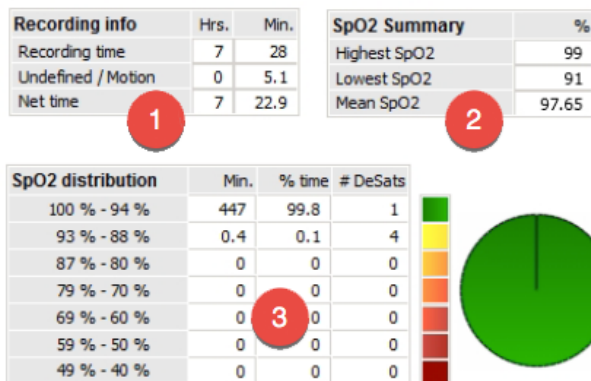 Recording info Hrs. Min.
Recording time 7 28
Undefined / Motion 0 5.1
Net time 7 22.9
1
SpO2 Summary %
Highest SpO2 99
Lowest SpO2 91
Mean SpO2 97.65
2
SpO2 distribution Min. % time # DeSats
100 % - 94 % 447 99.8 1
93 % - 88 % 0.4 0.1 4
87 % - 80 % 0 0 0
79 % - 70 % 0 0 0
69 % - 60 % 0 0 0
59 % - 50 % 0 0 0
49 % - 40 % 0 0 0
3